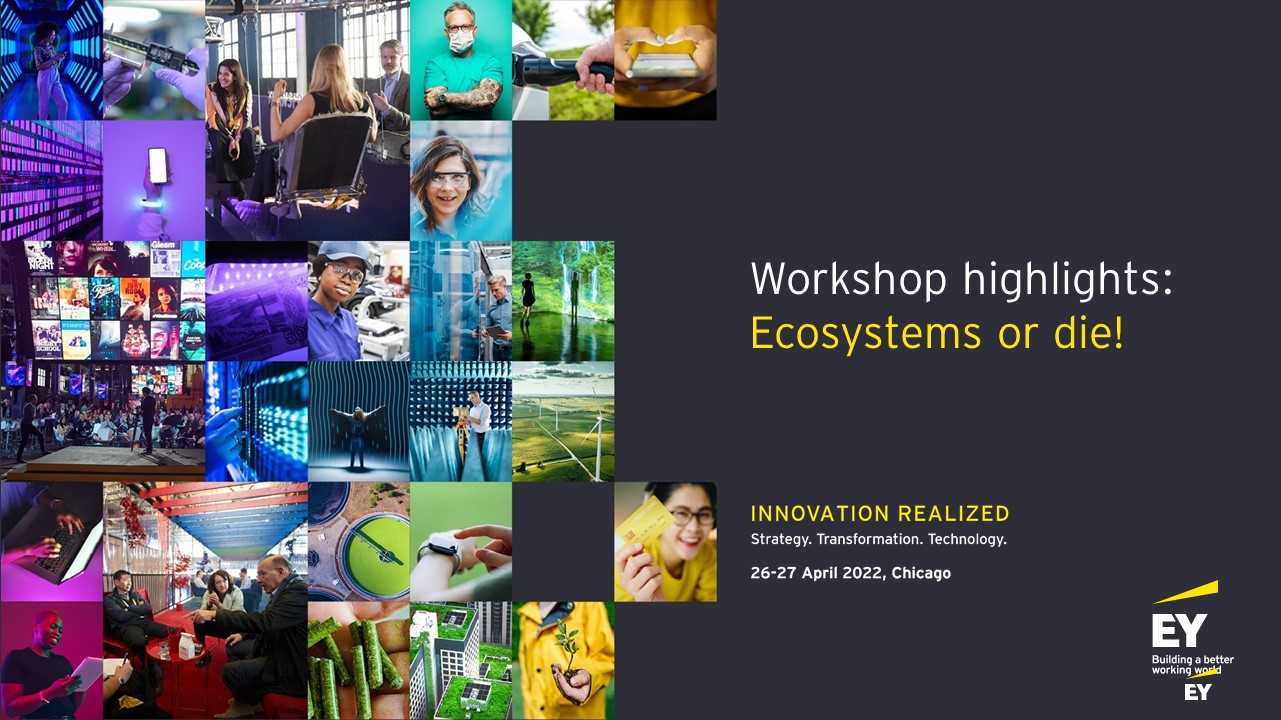 Workshop highlights:
Ecosystems or die!
INNOVATION REALIZED
Strategy. Transformation. Technology.
26-27 April 2022, Chicago
EY
Building a better
working world
EY
Gleam